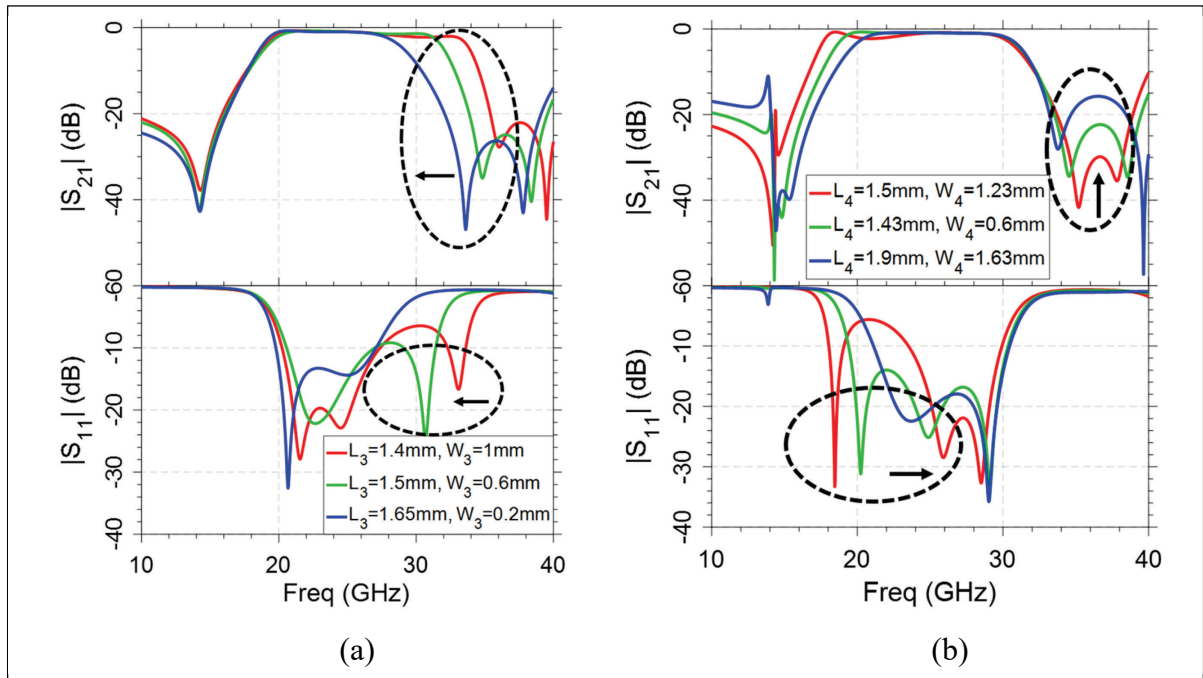 0
-20
-40
-60
|S21| (dB)
-10
-20
-30
-40
|S11| (dB)
L3=1.4mm, W3=1mm
L3=1.5mm, W3=0.6mm
L3=1.65mm, W3=0.2mm
10 20 30 40
Freq (GHz)
(a)
0
-20
-40
-60
|S21| (dB)
L4=1.5mm, W4=1.23mm
L4=1.43mm, W4=0.6mm
L4=1.9mm, W4=1.63mm
-10
-20
-30
-40
|S11| (dB)
10 20 30 40
Freq (GHz)
(b)